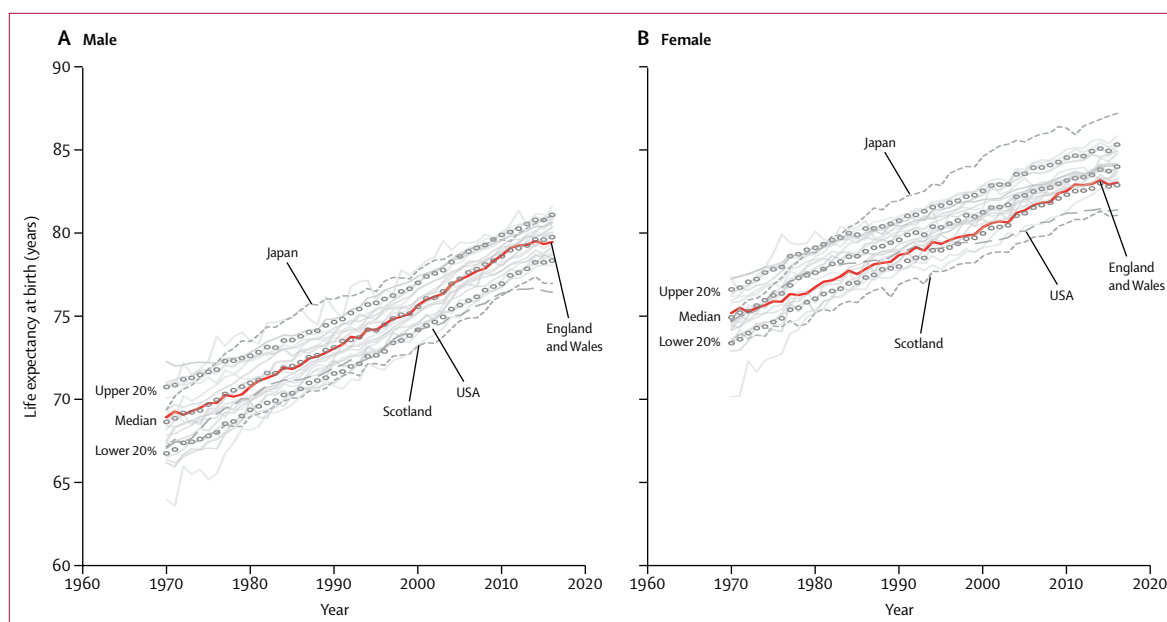 A Male
B Female
Life expectancy at birth (years)
90
85
80
75
70
65
60
Japan
Upper 20%
Median
Lower 20%
England
and Wales
USA
Scotland
1960
1970
1980
1990
2000
2010
2020
Year
Japan
Upper 20%
Median
Lower 20%
England
and Wales
USA
Scotland
1960
1970
1980
1990
2000
2010
2020
Year